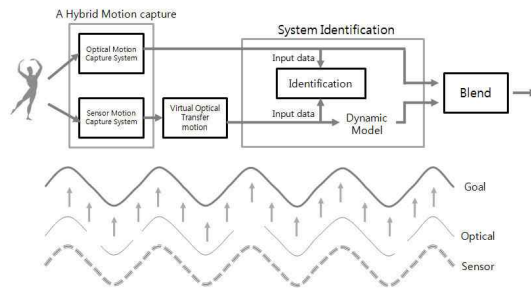 A Hybrid Motion capture
System Identification
Optical Motion
Capture System
Input data
Identification
Blend
Sensor Motion
Capture System
Virtual Optical
Transfer
motion
Input data
Dynamic
Model
Goal
Optical
Sensor